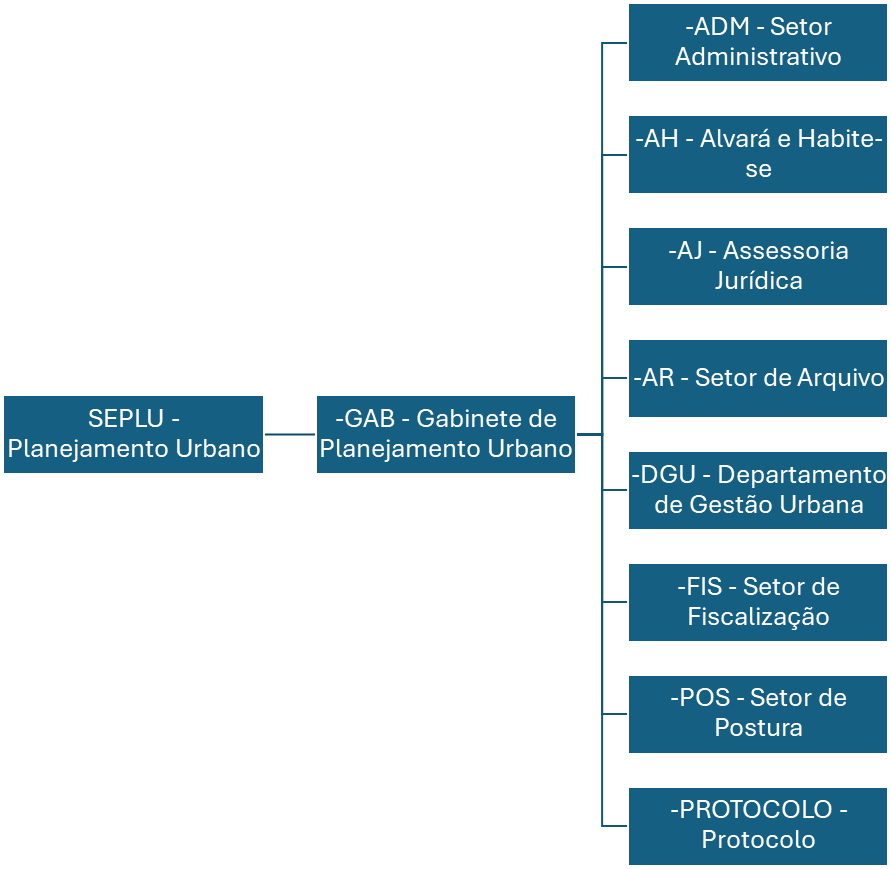 SEPLU -
Planejamento Urbano
-GAB - Gabinete de
Planejamento Urbano
-ADM - Setor
Administrativo
-AH - Alvará e Habite-
se
-AJ - Assessoria
Jurídica
-AR - Setor de Arquivo
-DGU - Departamento
de Gestão Urbana
-FIS - Setor de
Fiscalização
-POS - Setor de
Postura
-PROTOCOLO -
Protocolo